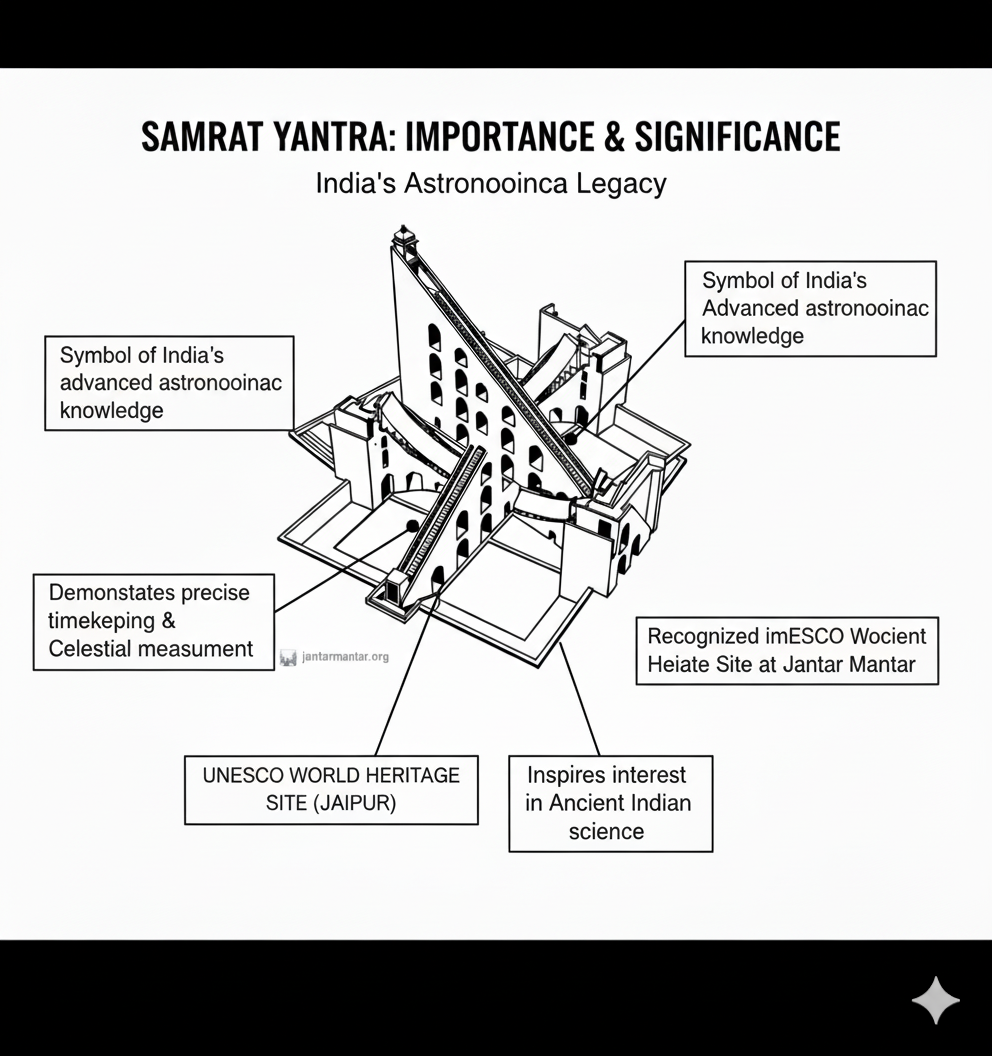 SAMRAT YANTRA: IMPORTANCE & SIGNIFICANCE
India's Astronooinca Legacy
Symbol of India's
Advanced astronooinac
knowledge
Symbol of India's
advanced astronooinac
knowledge
Demonstates precise
timekeping &
Celestial measument
jantarmantar.org
Recognized imESCO Wocient
Heiate Site at Jantar Mantar
UNESCO WORLD HERITAGE
SITE (JAIPUR)
Inspires interest
in Ancient Indian
science